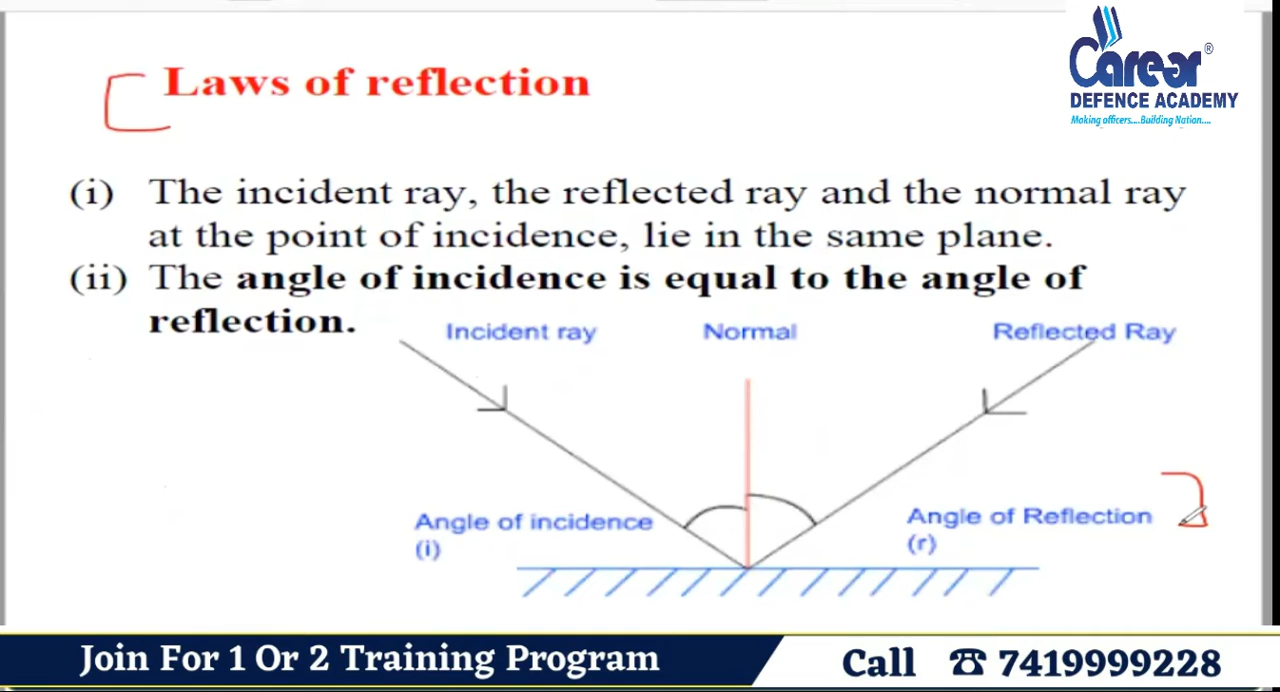 Carear®
DEFENCE ACADEMY
Making officers....Building Nation....
Laws of reflection
(i) The incident ray, the reflected ray and the normal ray
at the point of incidence, lie in the same plane.
(ii) The angle of incidence is equal to the angle of
reflection.
Incident ray
Normal
Reflected Ray
Angle of incidence
(i)
Angle of Reflection
(r)
Join For 1 Or 2 Training Program
Call ☎ 7419999228